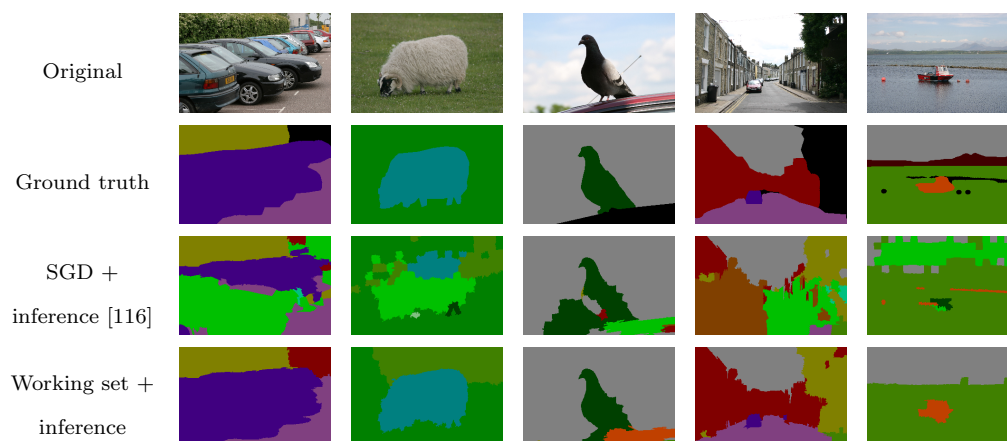 Original
Ground truth
SGD +
inference [116]
Working set +
inference